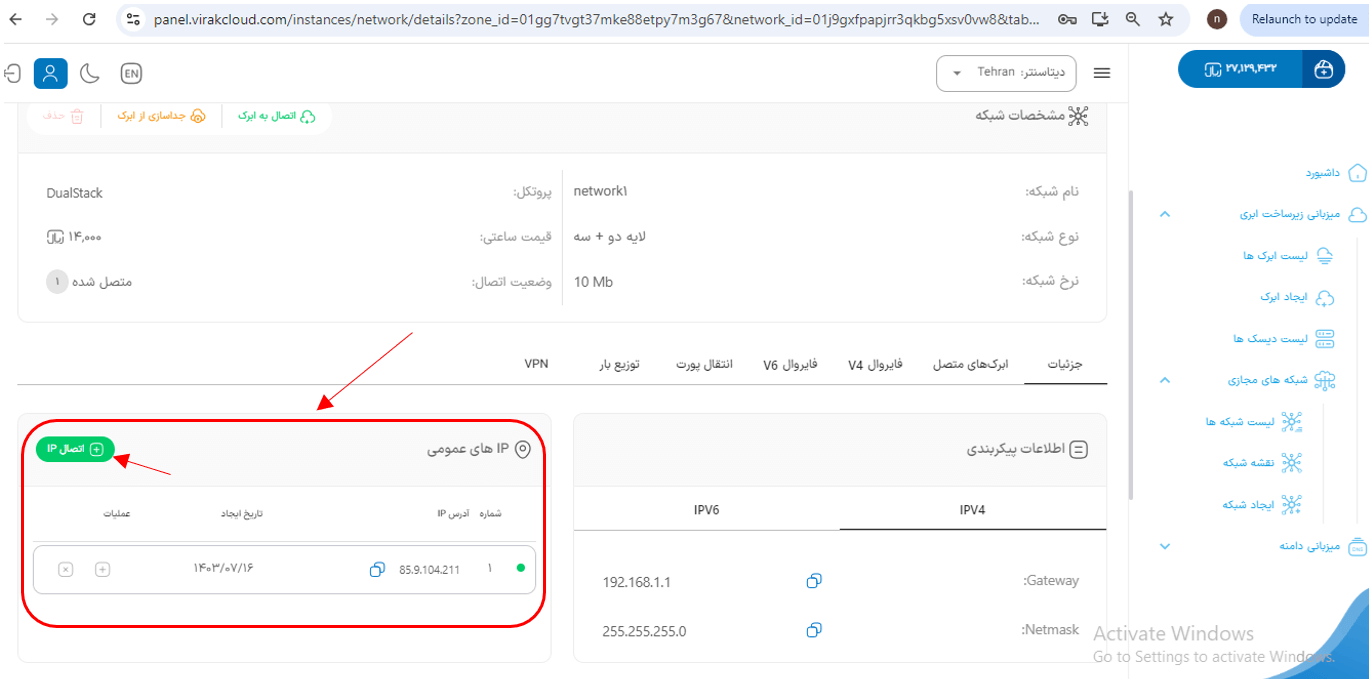 panel.virakcloud.com/instances/network/details?zone_id=01gg7tvgt37mke88etpy7m3g67&network_id=01j9gxfpapjrr3qkbg5xsv0vw8&tab...
n
Relaunch to update
۲۷,۱۲۹,۴۳۲
دیتاسنتر: Tehran
EN
مشخصات شبکه
اتصال به ابرک
جداسازی از ابرک
حذف
نام شبکه: network۱
پروتکل: DualStack
نوع شبکه: لایه دو + سه
قیمت ساعتی: ۱۴,۰۰۰ ریال
نرخ شبکه: 10 Mb
وضعیت اتصال: متصل شده ۱
جزئیات
ابرک‌های متصل
فایروال V4
فایروال V6
انتقال پورت
توزیع بار
VPN
اطلاعات پیکربندی
IPV4
IPV6
Gateway: 192.168.1.1
Netmask: 255.255.255.0
IP های عمومی
اتصال IP
شماره آدرس IP تاریخ ایجاد عملیات
۱ 85.9.104.211 ۱۴۰۳/۰۷/۱۶
داشبورد
میزبانی زیرساخت ابری
لیست ابرک ها
ایجاد ابرک
لیست دیسک ها
شبکه های مجازی
لیست شبکه ها
نقشه شبکه
ایجاد شبکه
میزبانی دامنه
DNS
Activate Windows
Go to Settings to activate Windows.